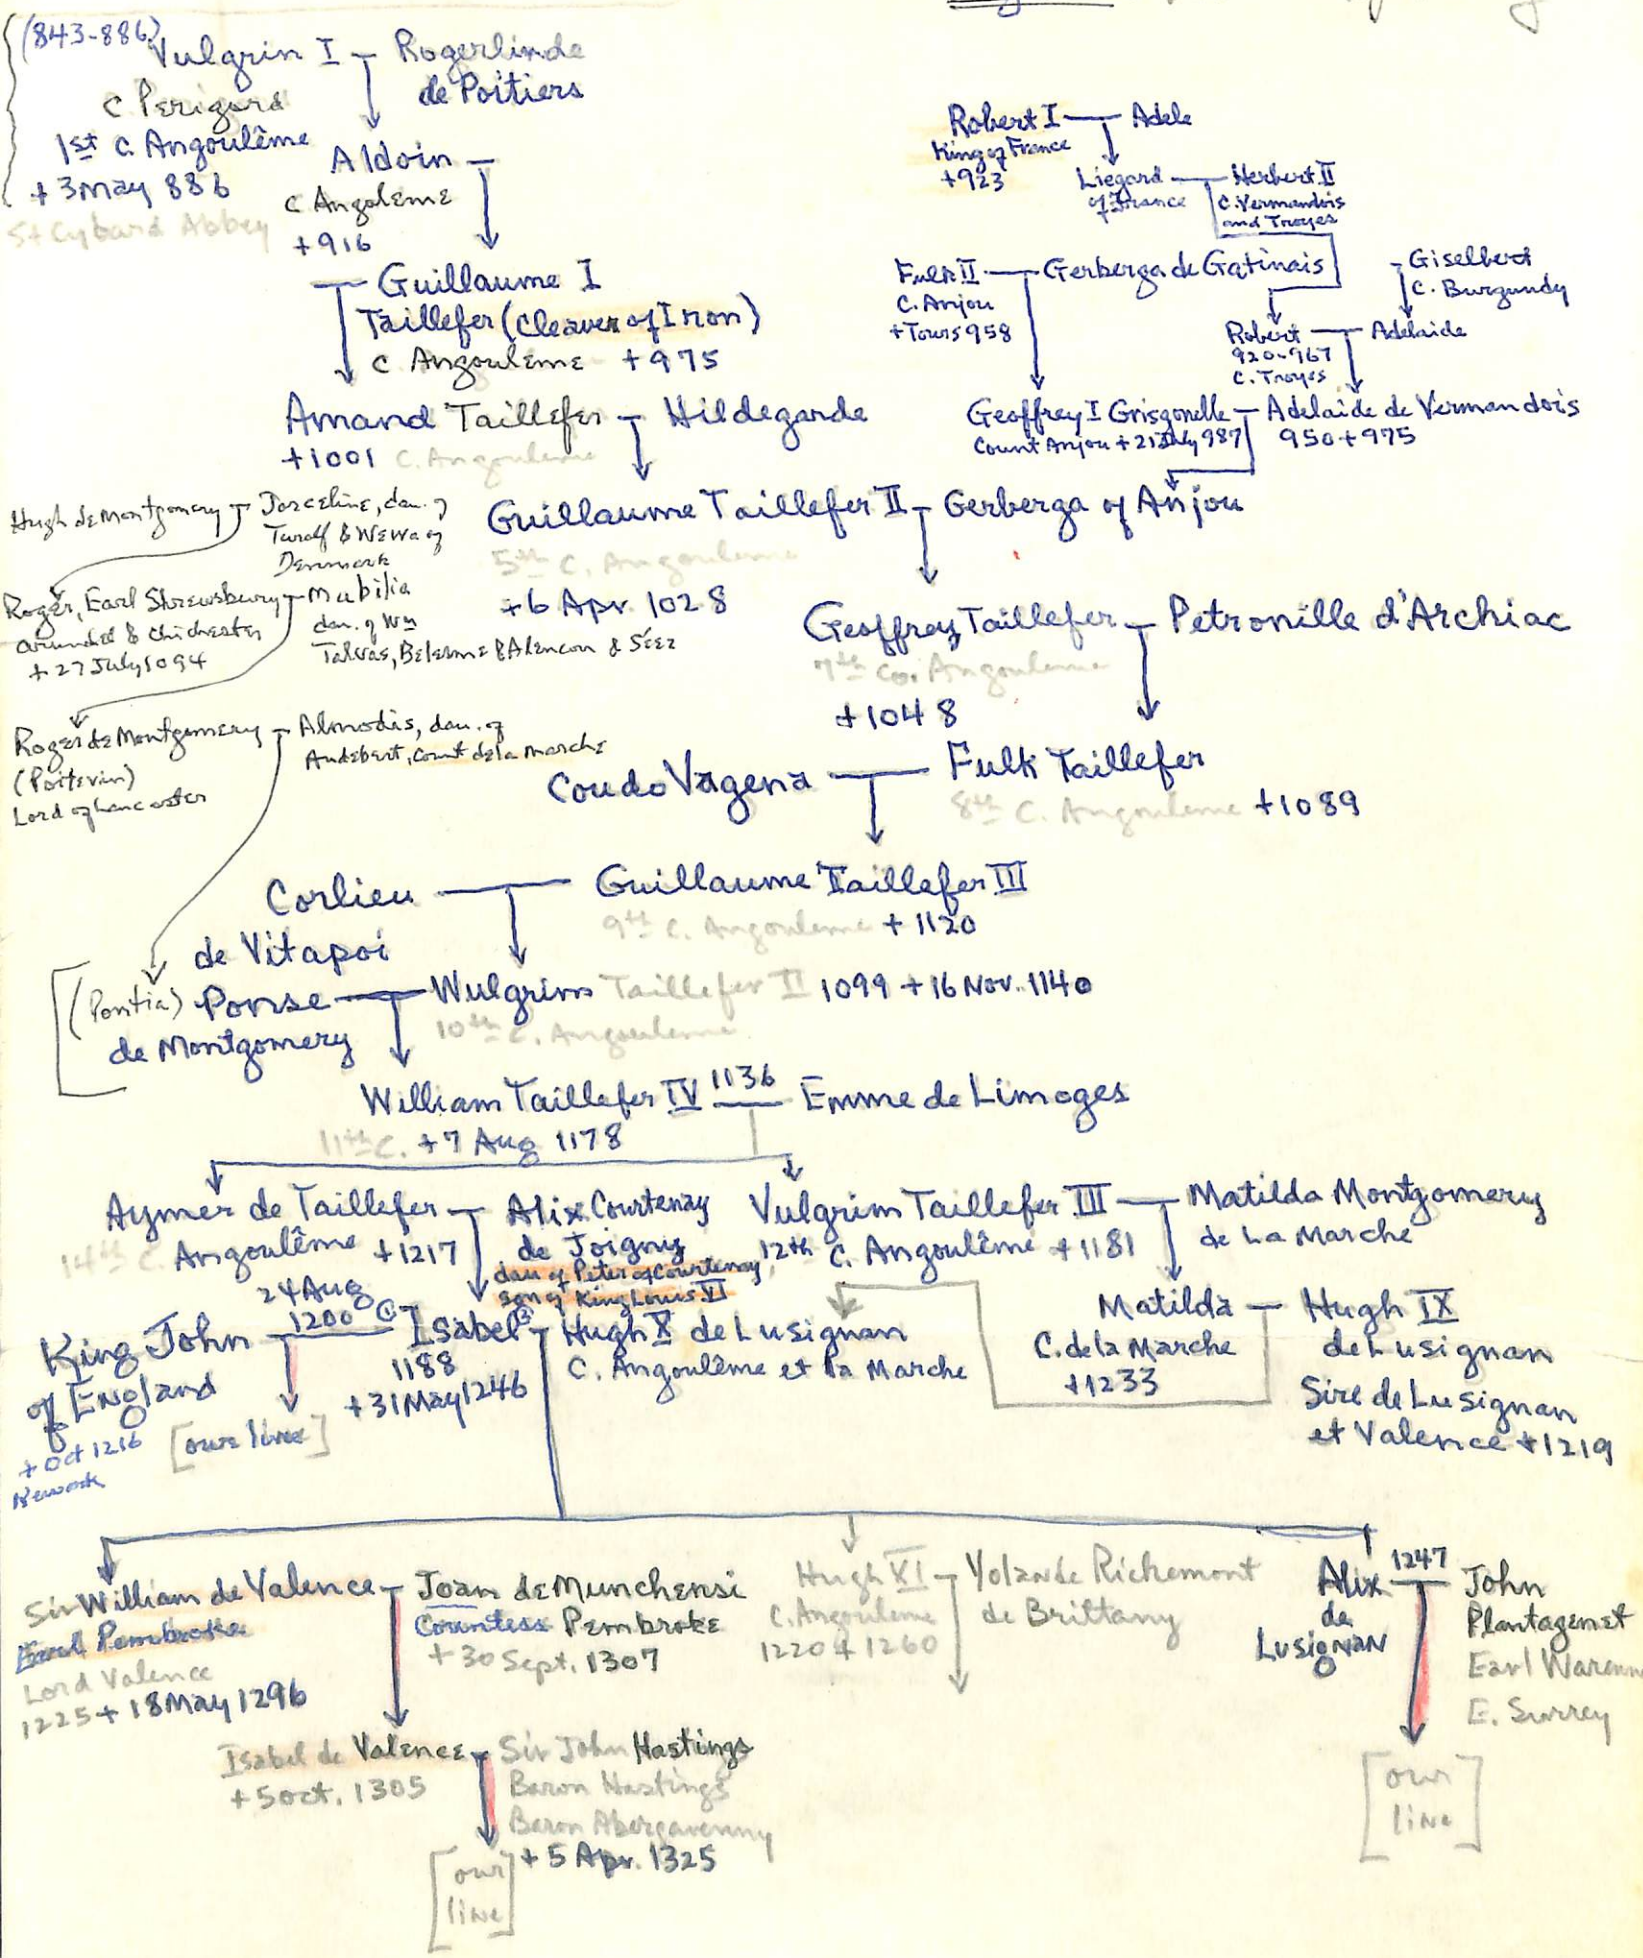 (843-886)
Vulgrin I
Rogerlinde
de Poitiers
c Perigord
1st c. Angoulême
+ 3 May 886
St Cybard Abbey
Aldoin
c Angoleme
+916
Robert I
King of France
+923
Adele
Liegard
of France
Herbert II
C. Vermandois
and Troyes
Guillaume I
Taillefer (Cleaver of Iron)
c Angouleme +975
Fulk II
C. Anjou
+Tours 958
Gerberga de Gatinais
Giselbert
C. Burgundy
Robert
920-967
C. Troyes
Adelaide
Arnand Taillefer
+1001 C. Angouleme
Hildegarde
Geoffrey I Grisgonelle
Count Anjou +21 July 987
Adelaide de Vermandois
950+975
Hugh de Montgomery
Josceline, dau. of
Turolf & Wewa of
Denmark
Guillaume Taillefer II
5th C. Angouleme
+6 Apr. 1028
Gerberga of Anjou
Roger, Earl Shrewsbury
Arundel & Chichester
+27 July 1094
Mabilia
dau. of Wm
Talvas, Belesme & Alencon & Séez
Geoffrey Taillefer
7th Co. Angouleme
+1048
Petronille d'Archiac
Roger de Montgomery
(Poitevin)
Lord of Lancaster
Almodis, dau. of
Audebert, Count de la Marche
Coudo Vagena
Fulk Taillefer
8th C. Angouleme +1089
Corlieu
Guillaume Taillefer III
9th C. Angouleme +1120
de Vitapoi
(Pontia) Ponse
de Montgomery
Wulgrim Taillefer II 1099 +16 Nov. 1140
10th C. Angouleme
William Taillefer IV 1136 Emme de Limoges
11th C. +7 Aug 1178
Aymer de Taillefer
14th C. Angoulême +1217
Alix Courtenay
de Joigny
dau of Peter of Courtenay,
son of King Louis VI
Vulgrim Taillefer III
12th C. Angoulême +1181
Matilda Montgomery
de La Marche
King John
of England
+ Oct 1216
Newark
24 Aug
1200 ①
Isabel ②
1188
+31 May 1246
[our line]
Hugh X de Lusignan
C. Angoulême et la Marche
Matilda
C. de la Marche
+1233
Hugh IX
de Lusignan
Sire de Lusignan
et Valence +1219
Sir William de Valence
Earl Pembroke
Lord Valence
1225 + 18 May 1296
Joan de Munchensi
Countess Pembroke
+30 Sept. 1307
Hugh XI
C. Angouleme
1220 + 1260
Yolande Richemont
de Brittany
Alix
de
Lusignan
1247
John
Plantagenet
Earl Warenn
E. Surrey
Isabel de Valence
+5 Oct. 1305
Sir John Hastings
Baron Hastings
Baron Abergavenny
+5 Apr. 1325
[our
line]
[our
line]